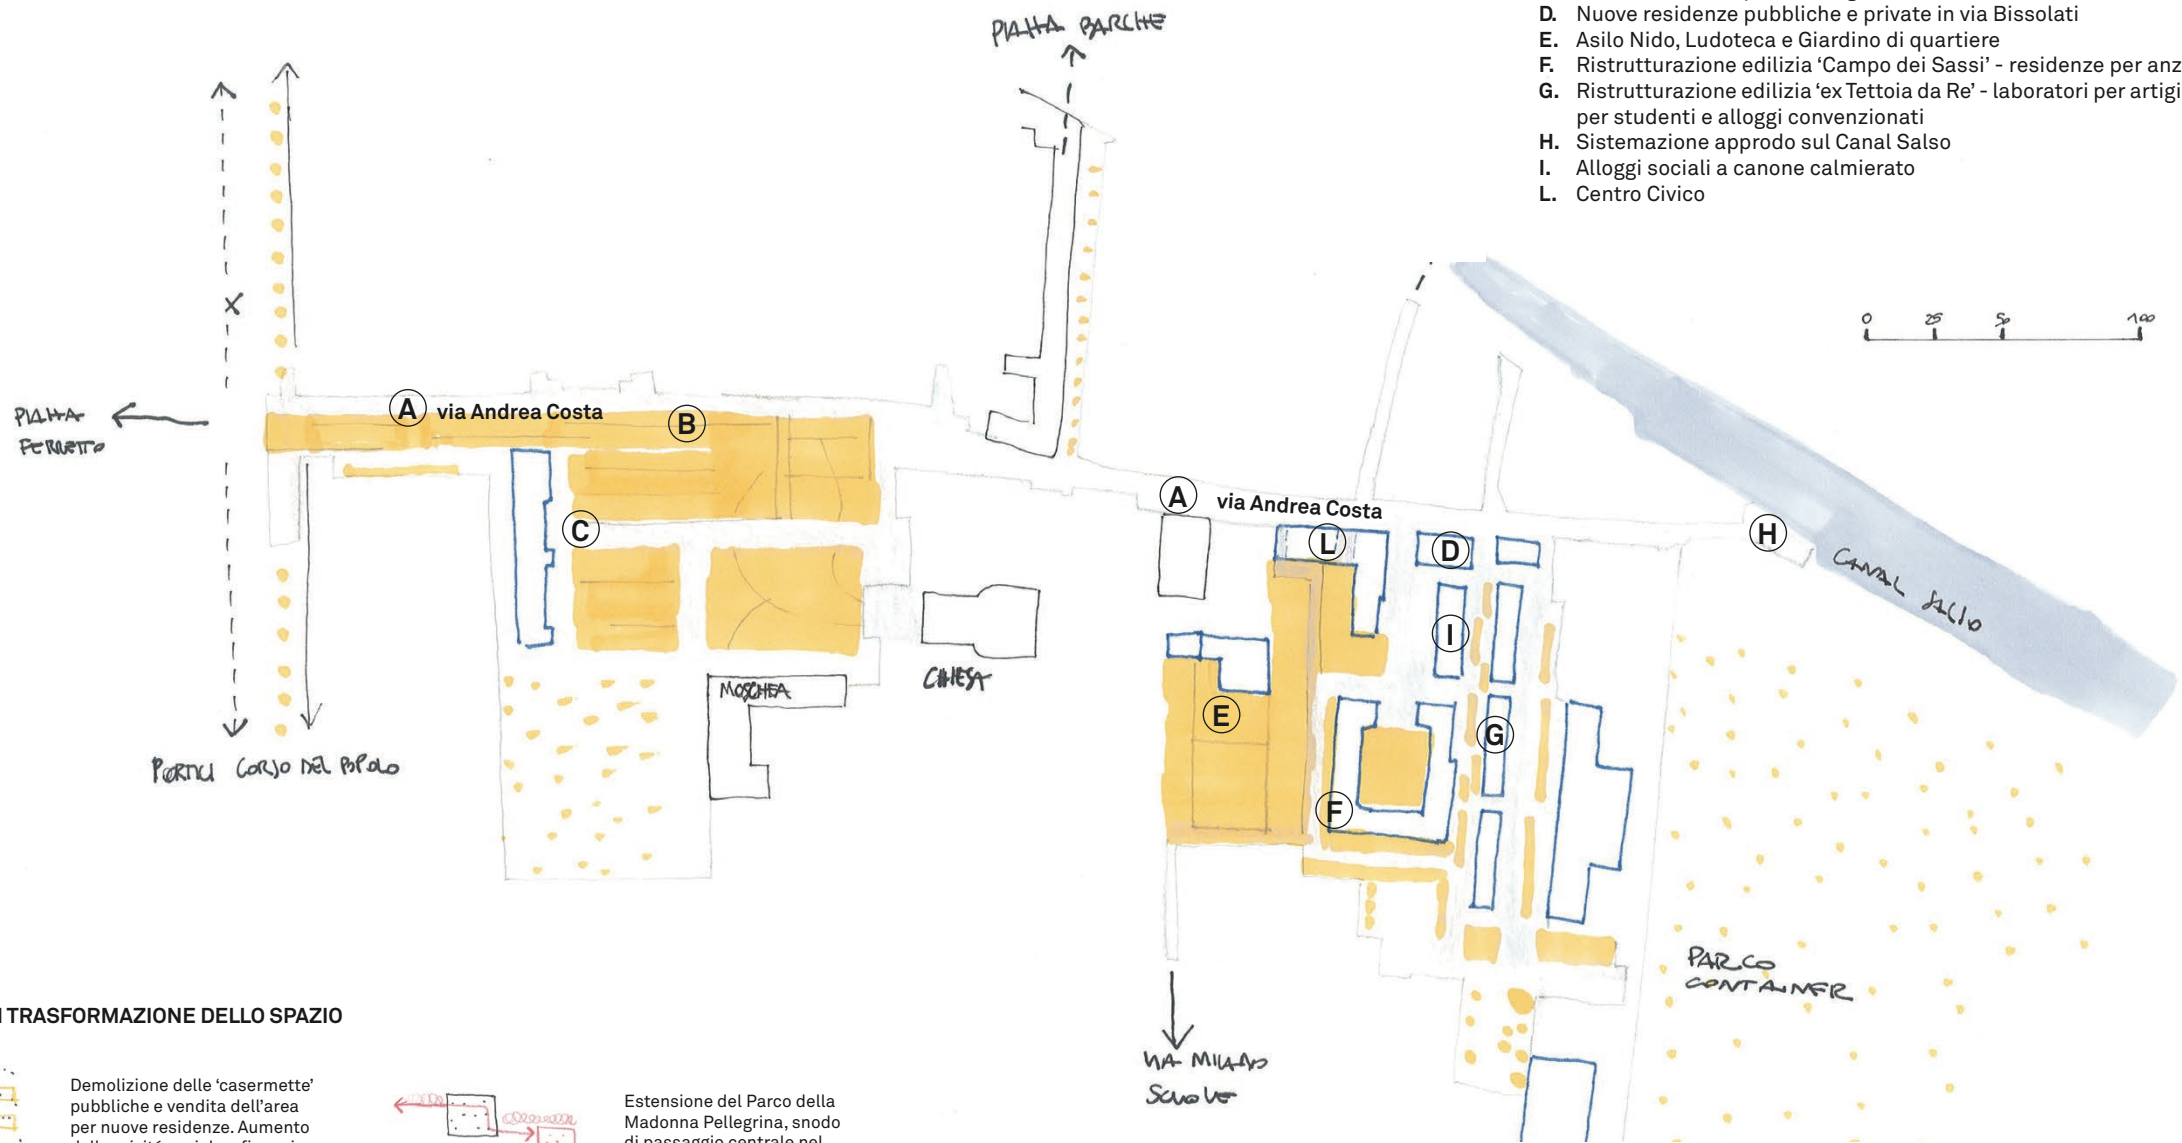 PIAZZA BARCHE
D. Nuove residenze pubbliche e private in via Bissolati
E. Asilo Nido, Ludoteca e Giardino di quartiere
F. Ristrutturazione edilizia ‘Campo dei Sassi’ - residenze per anz
G. Ristrutturazione edilizia ‘ex Tettoia da Re’ - laboratori per artigi
per studenti e alloggi convenzionati
H. Sistemazione approdo sul Canal Salso
I. Alloggi sociali a canone calmierato
L. Centro Civico
0 25 50 100
PIAZZA
FERRETTO
A via Andrea Costa
B
A via Andrea Costa
C
L
D
H
CANAL SALSO
I
CHIESA
MOSCHEA
E
G
F
PORTICI CORSO DEL POPOLO
PARCO
CONTAINER
VIA MILANO
SCUOLE
I TRASFORMAZIONE DELLO SPAZIO
Demolizione delle ‘casermette’
pubbliche e vendita dell’area
per nuove residenze. Aumento
Estensione del Parco della
Madonna Pellegrina, snodo
di passaggio centrale nel